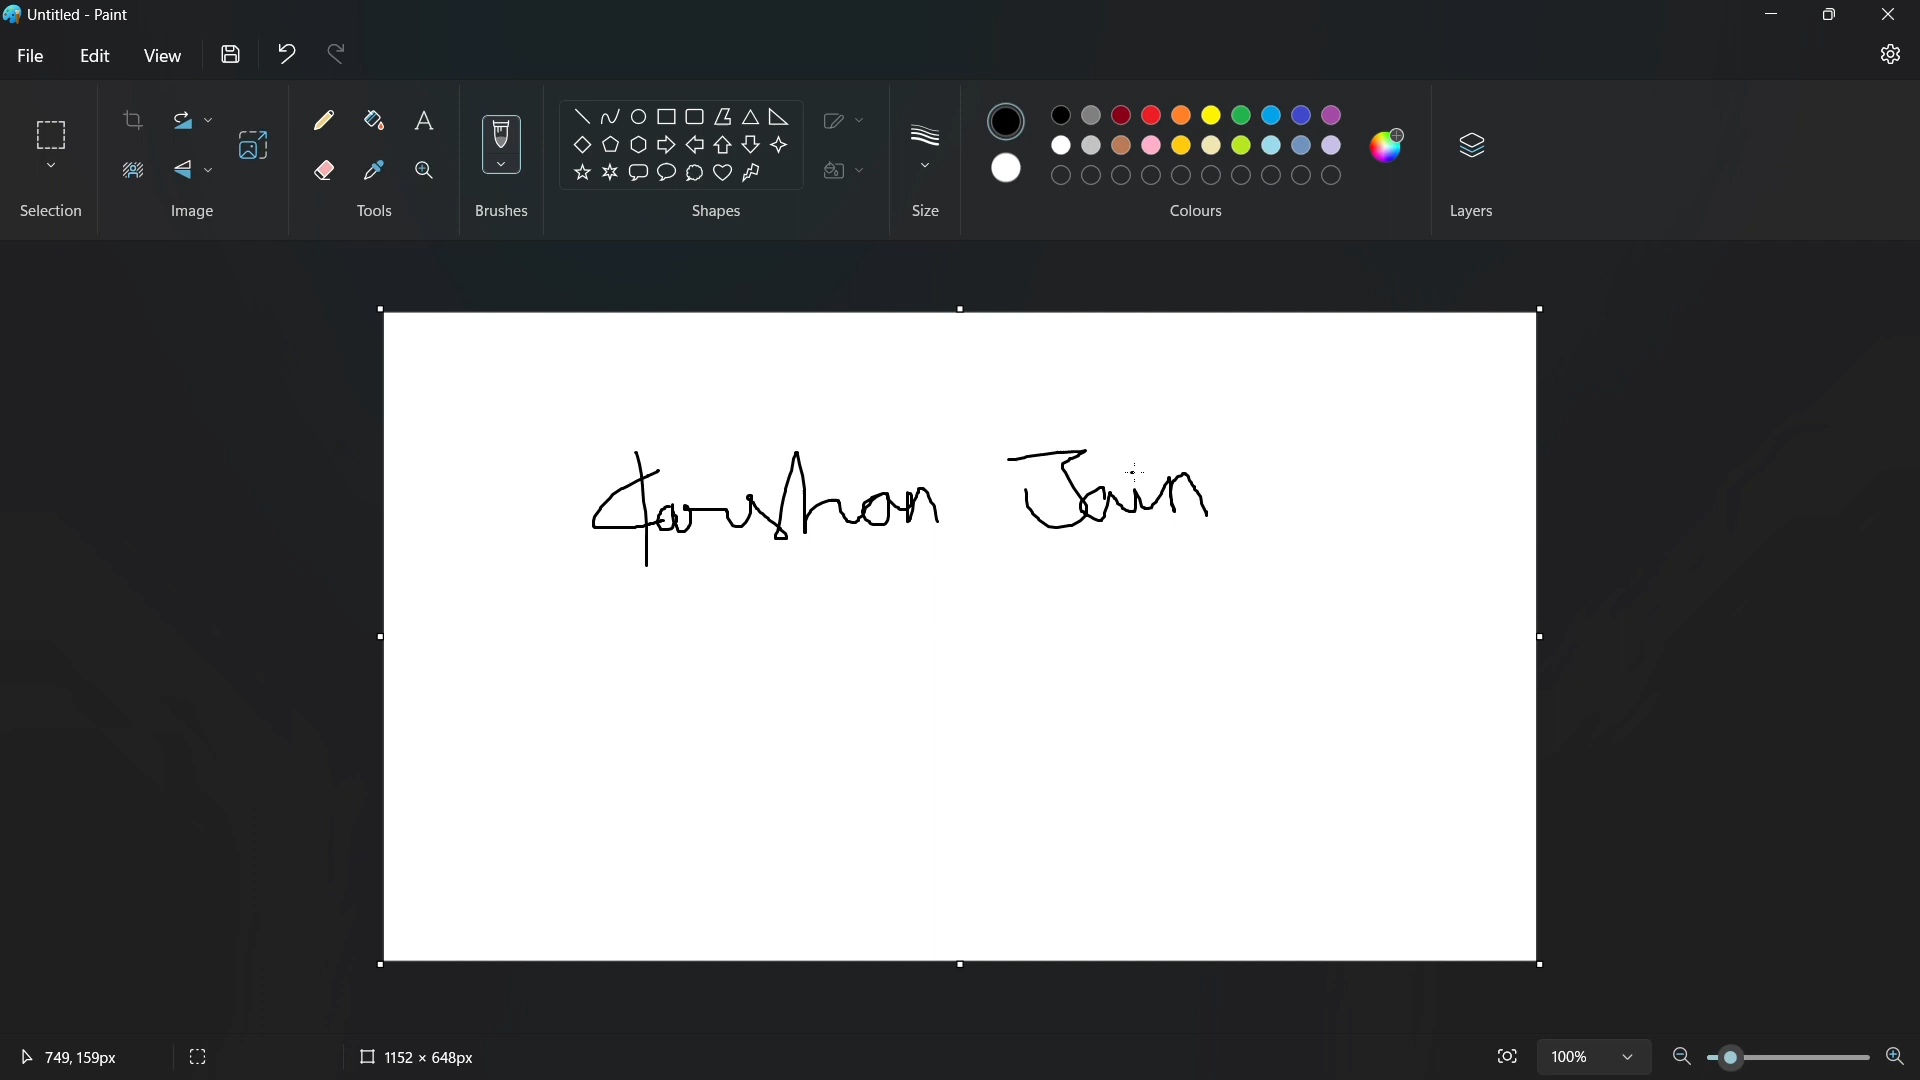 Untitled - Paint
File Edit View
Selection Image Tools Brushes Shapes Size Colours Layers
Jain
749, 159px 1152 × 648px 100%